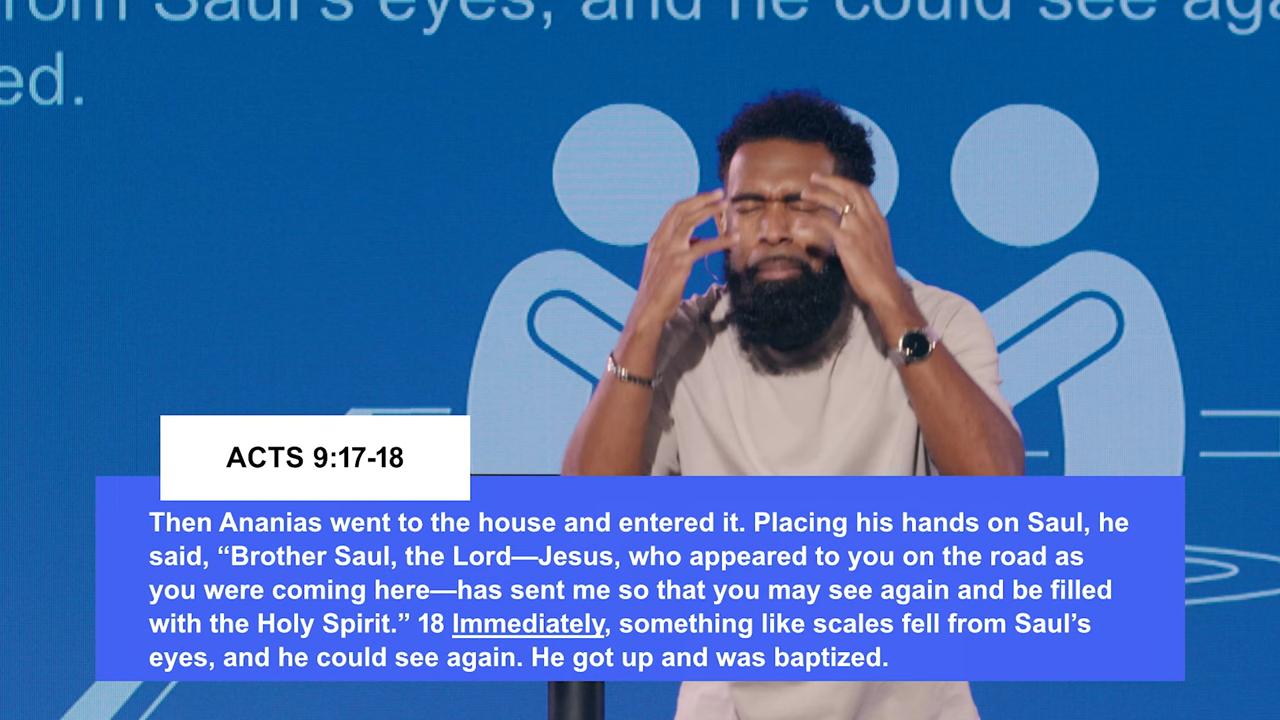 from Saul's eyes, and he could see aga
ed.
ACTS 9:17-18
Then Ananias went to the house and entered it. Placing his hands on Saul, he
said, “Brother Saul, the Lord—Jesus, who appeared to you on the road as
you were coming here—has sent me so that you may see again and be filled
with the Holy Spirit.” 18 Immediately, something like scales fell from Saul’s
eyes, and he could see again. He got up and was baptized.